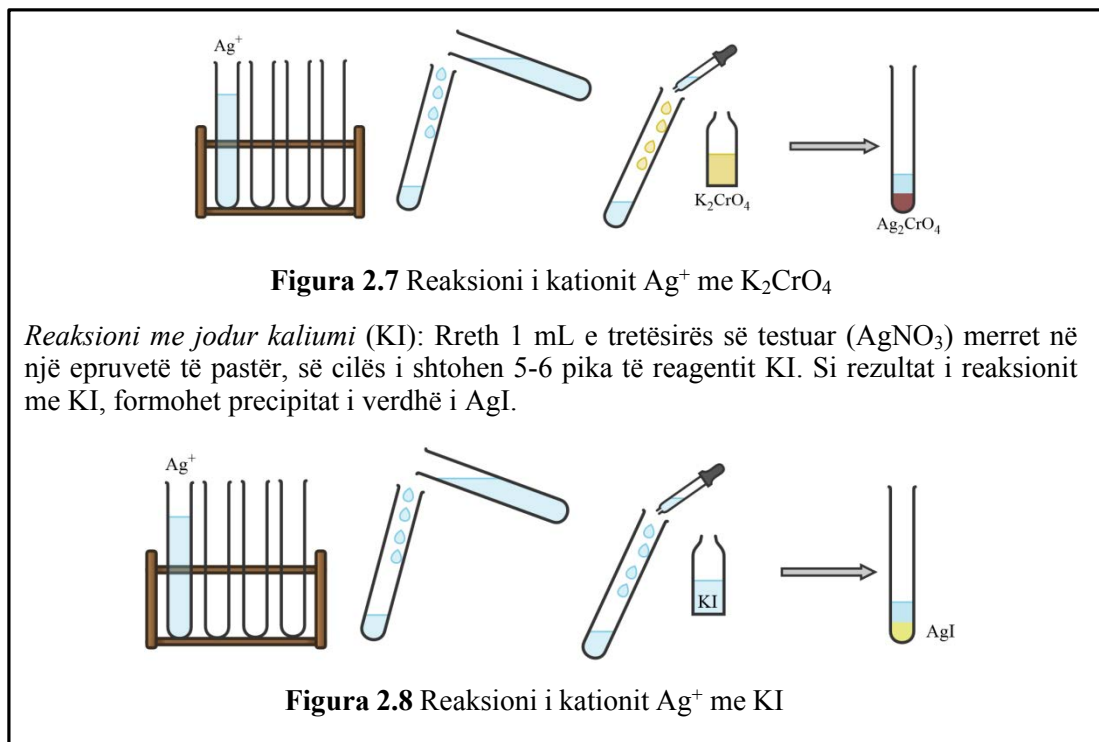 Ag⁺
K₂CrO₄
Ag₂CrO₄
Figura 2.7 Reaksioni i kationit Ag⁺ me K₂CrO₄
Reaksioni me jodur kaliumi (KI): Rreth 1 mL e tretësirës së testuar (AgNO₃) merret në
një epruvetë të pastër, së cilës i shtohen 5-6 pika të reagentit KI. Si rezultat i reaksionit
me KI, formohet precipitat i verdhë i AgI.
Ag⁺
KI
AgI
Figura 2.8 Reaksioni i kationit Ag⁺ me KI